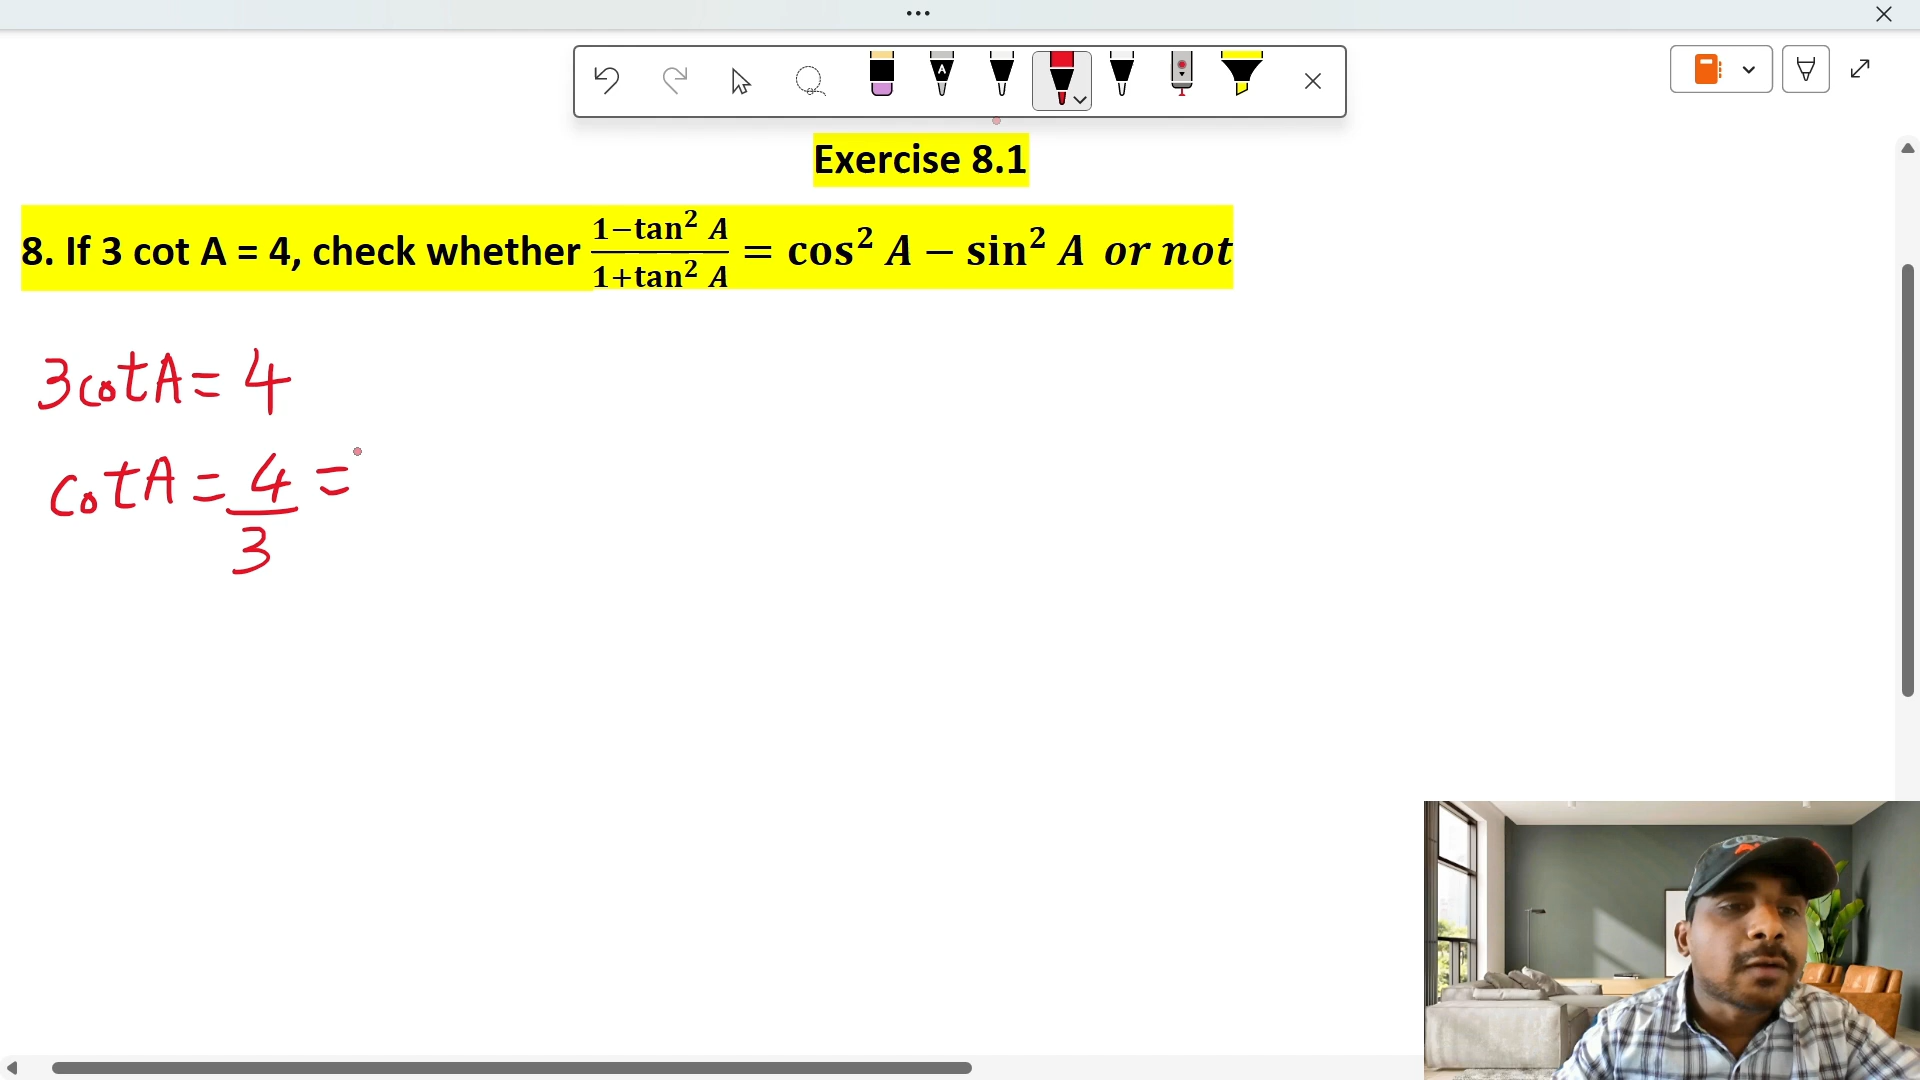 Exercise 8.1
8. If 3 cot A = 4, check whether (1−tan² A)/(1+tan² A) = cos² A − sin² A or not
3cotA = 4
cotA = 4/3 =